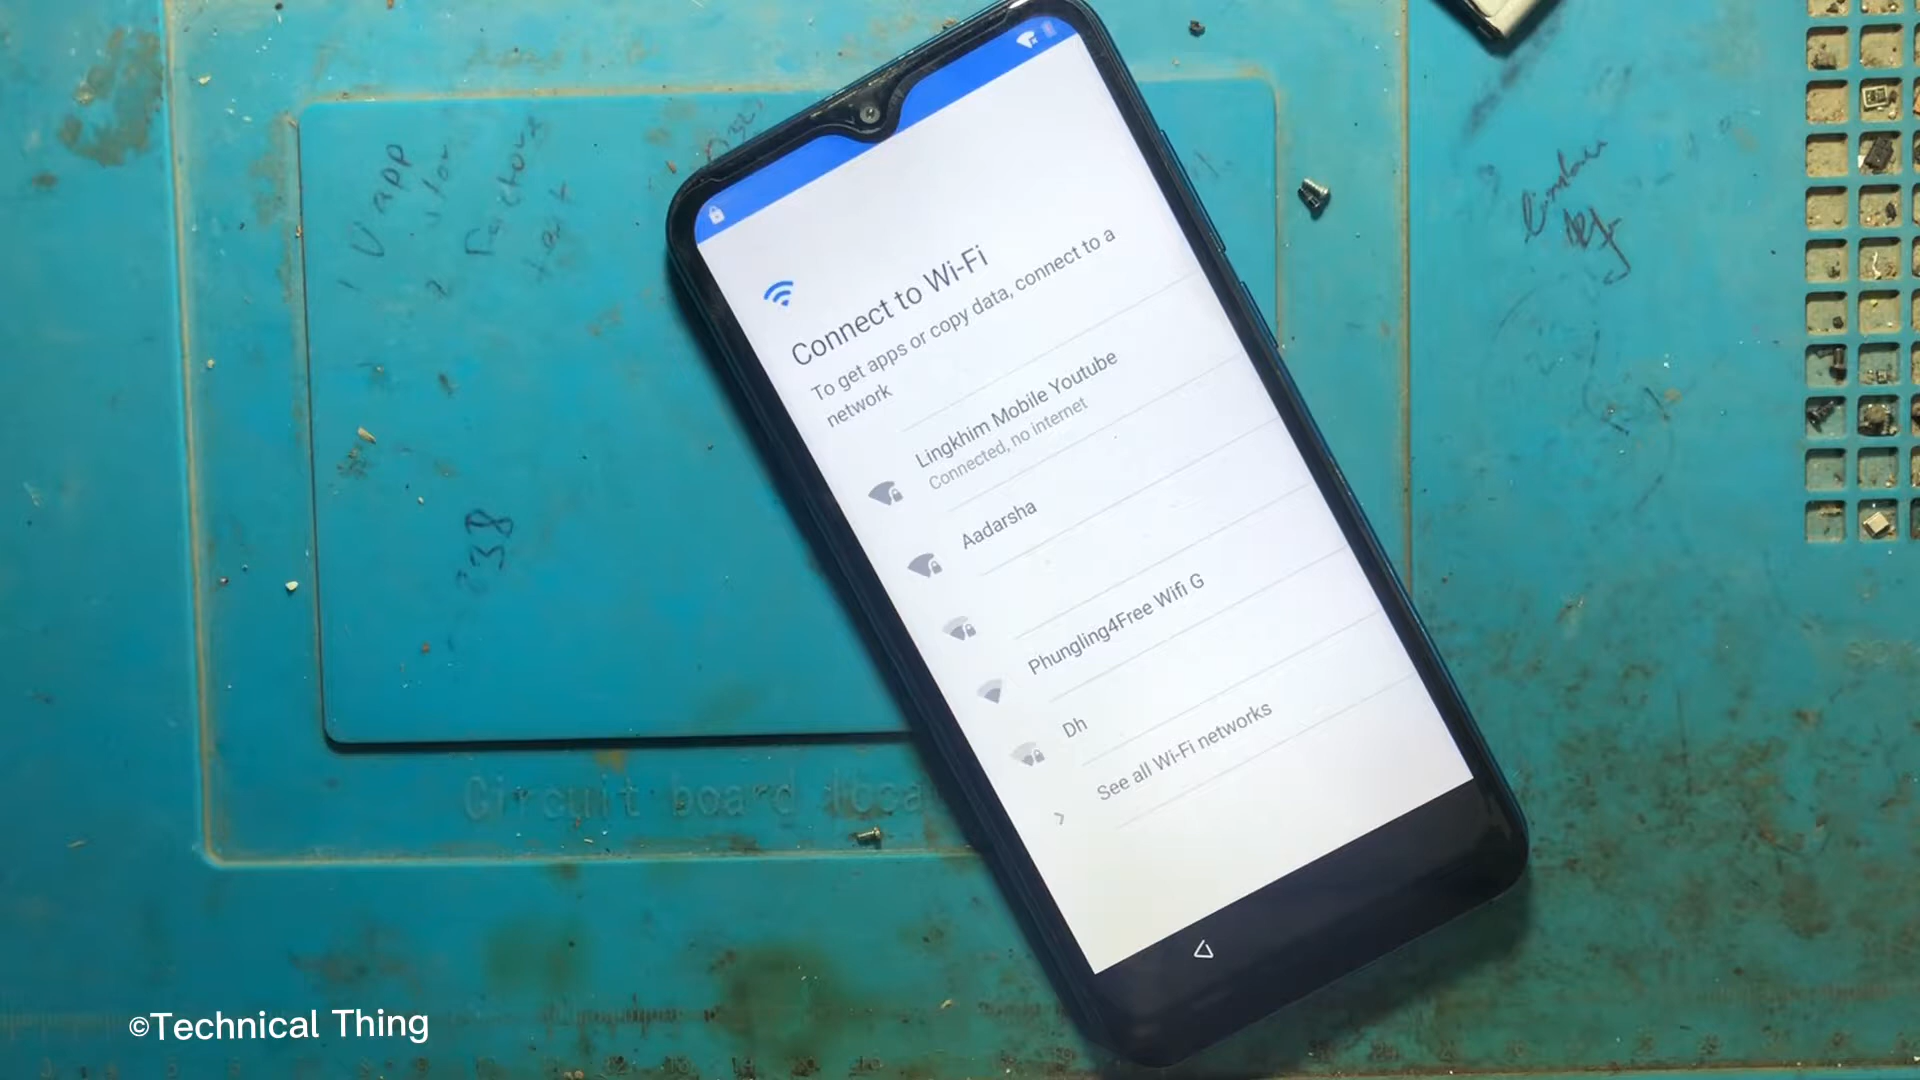 Connect to Wi-Fi
To get apps or copy data, connect to a
network
Lingkhim Mobile Youtube
Connected, no internet
Aadarsha
Phungling4Free Wifi G
Dh
See all Wi-Fi networks
Circuit board
238
©Technical Thing